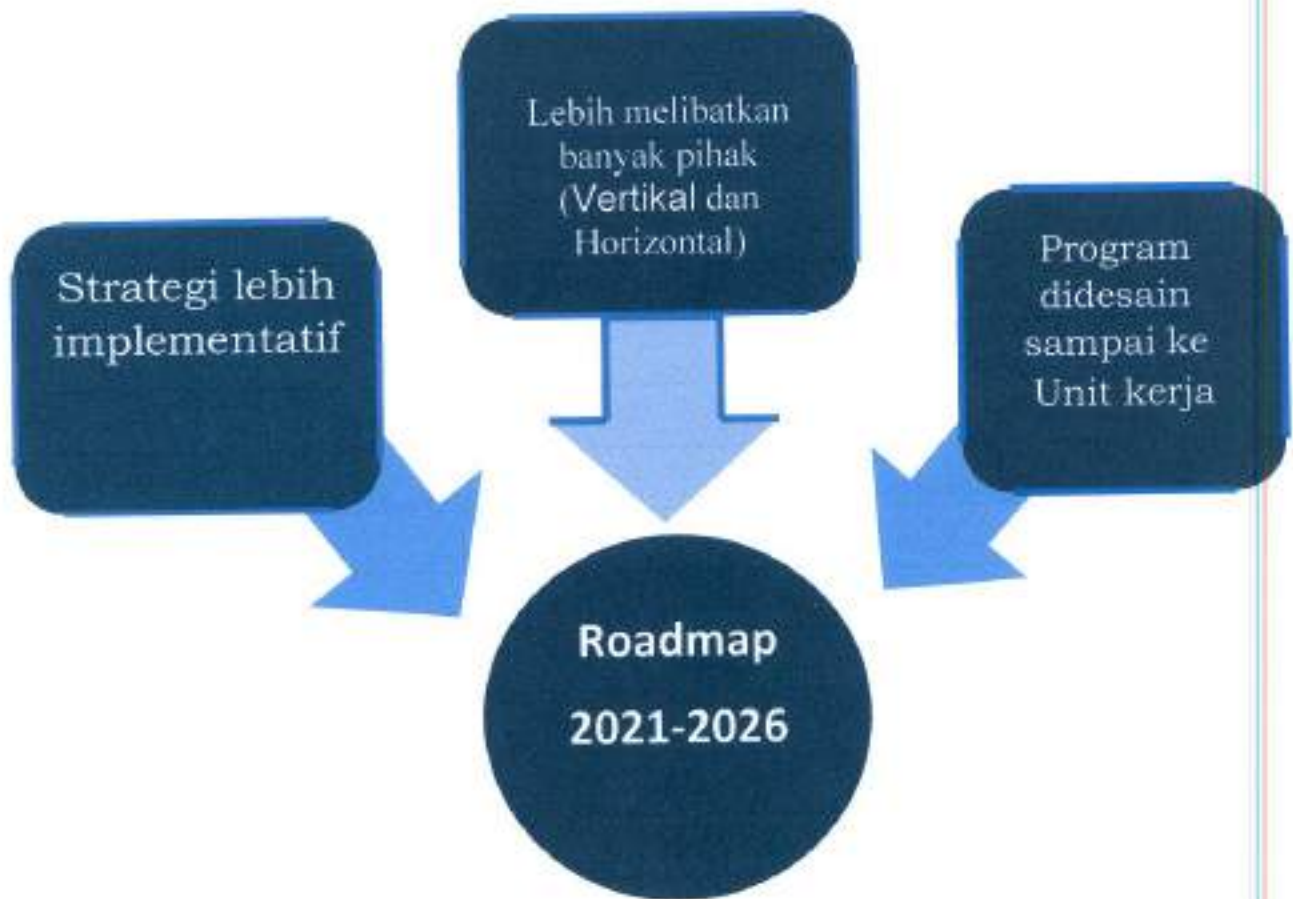 Strategi lebih
implementatif
Lebih melibatkan
banyak pihak
(Vertikal dan
Horizontal)
Program
didesain
sampai ke
Unit kerja
Roadmap
2021-2026